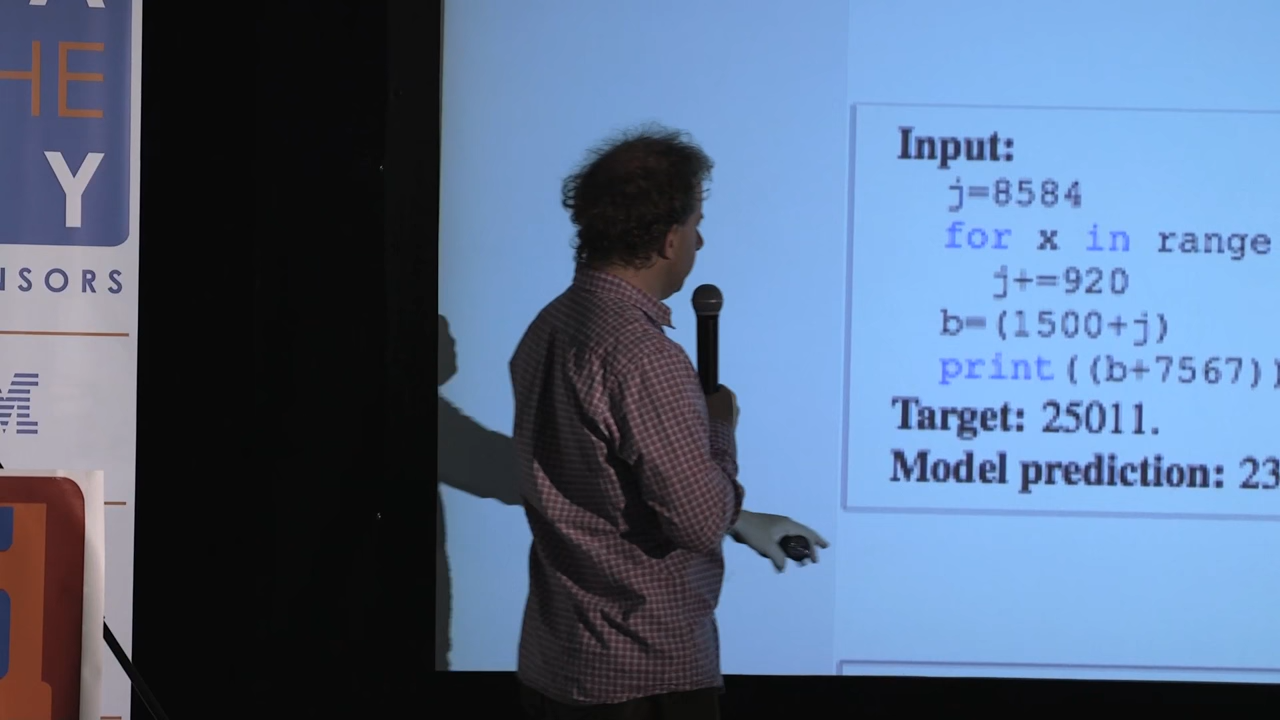 A
HE
Y
NSORS
M
Input:
j=8584
for x in range
j+=920
b=(1500+j)
print((b+7567))
Target: 25011.
Model prediction: 23